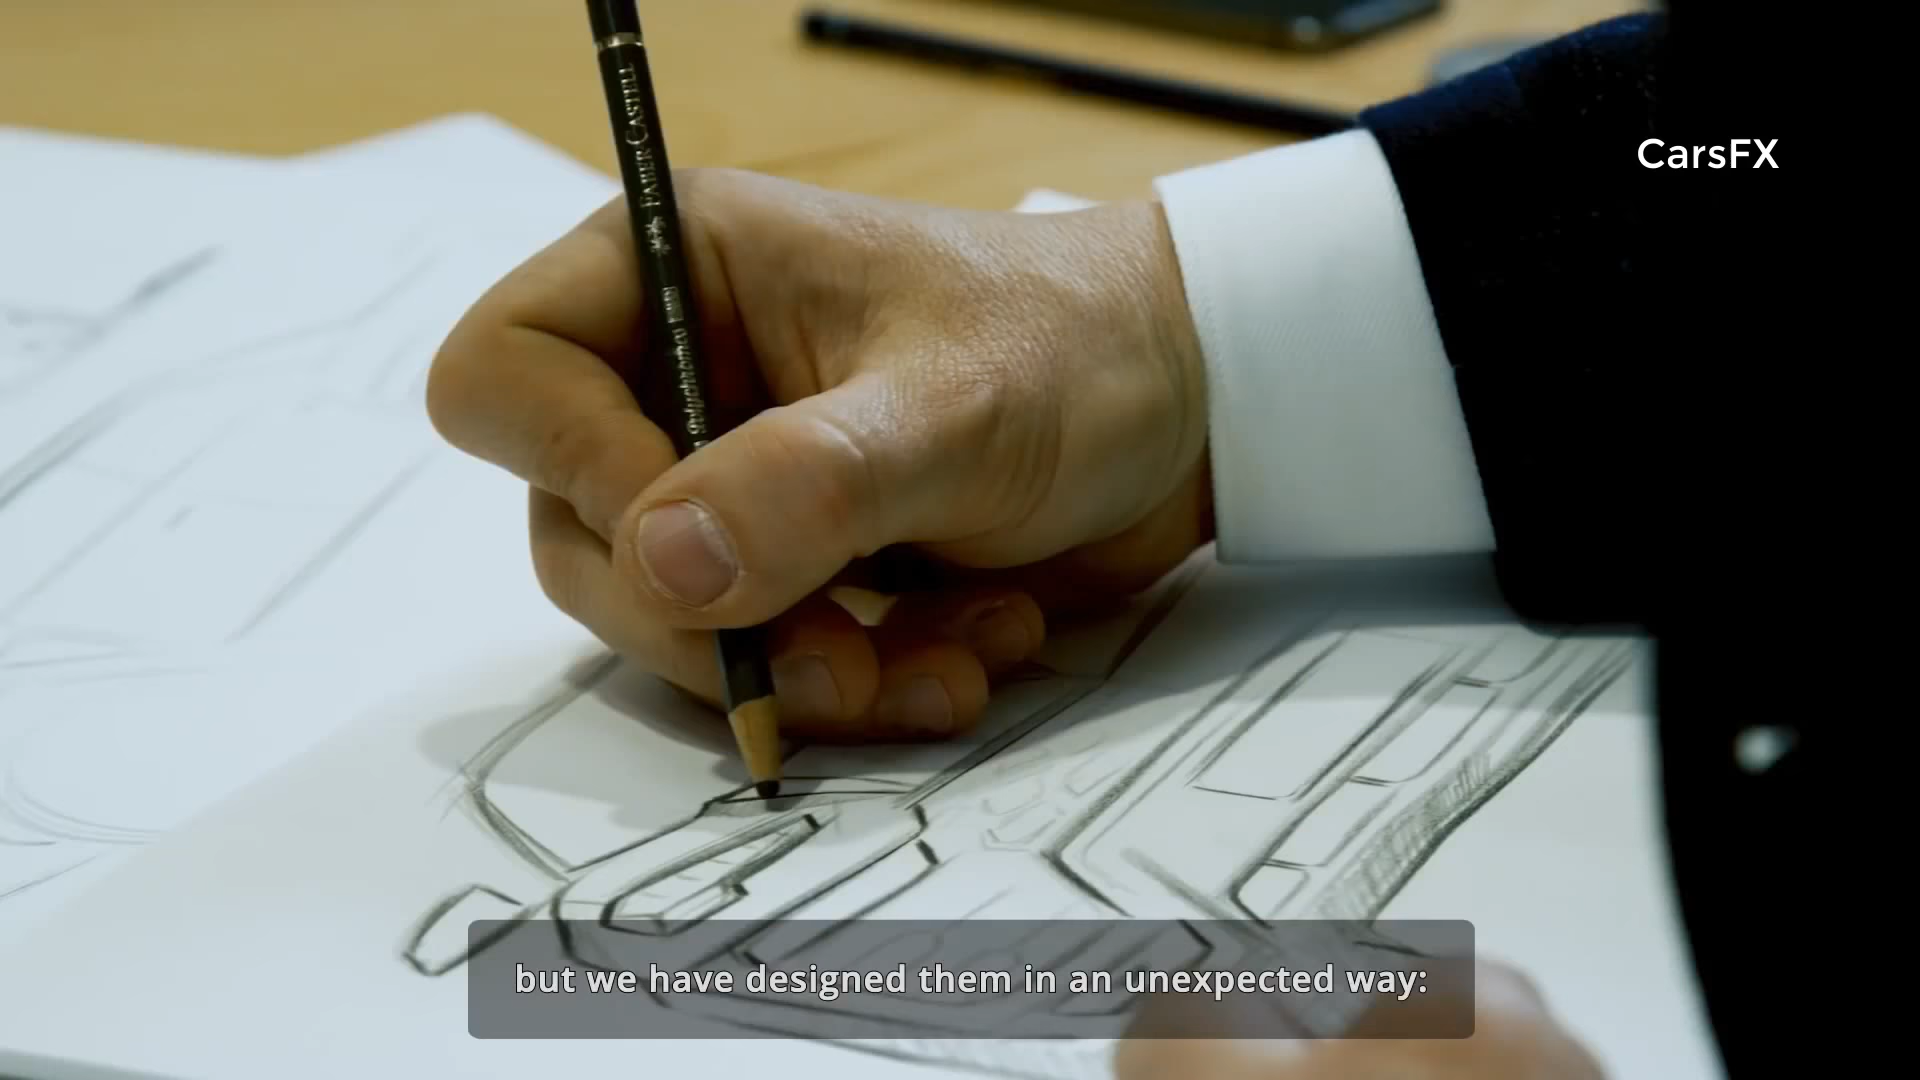 FABER CASTELL
Polychromos
CarsFX
but we have designed them in an unexpected way: